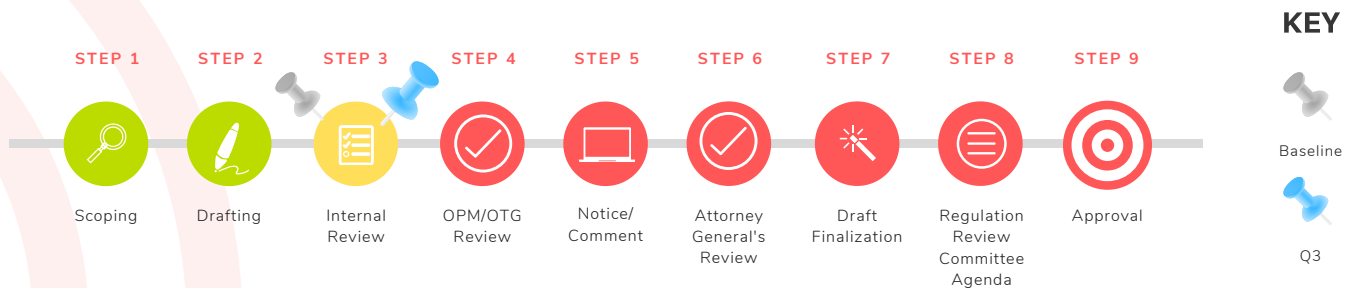 KEY
STEP 1
STEP 2
STEP 3
STEP 4
STEP 5
STEP 6
STEP 7
STEP 8
STEP 9
Scoping
Drafting
Internal
Review
OPM/OTG
Review
Notice/
Comment
Attorney
General's
Review
Draft
Finalization
Regulation
Review
Committee
Agenda
Approval
Baseline
Q3